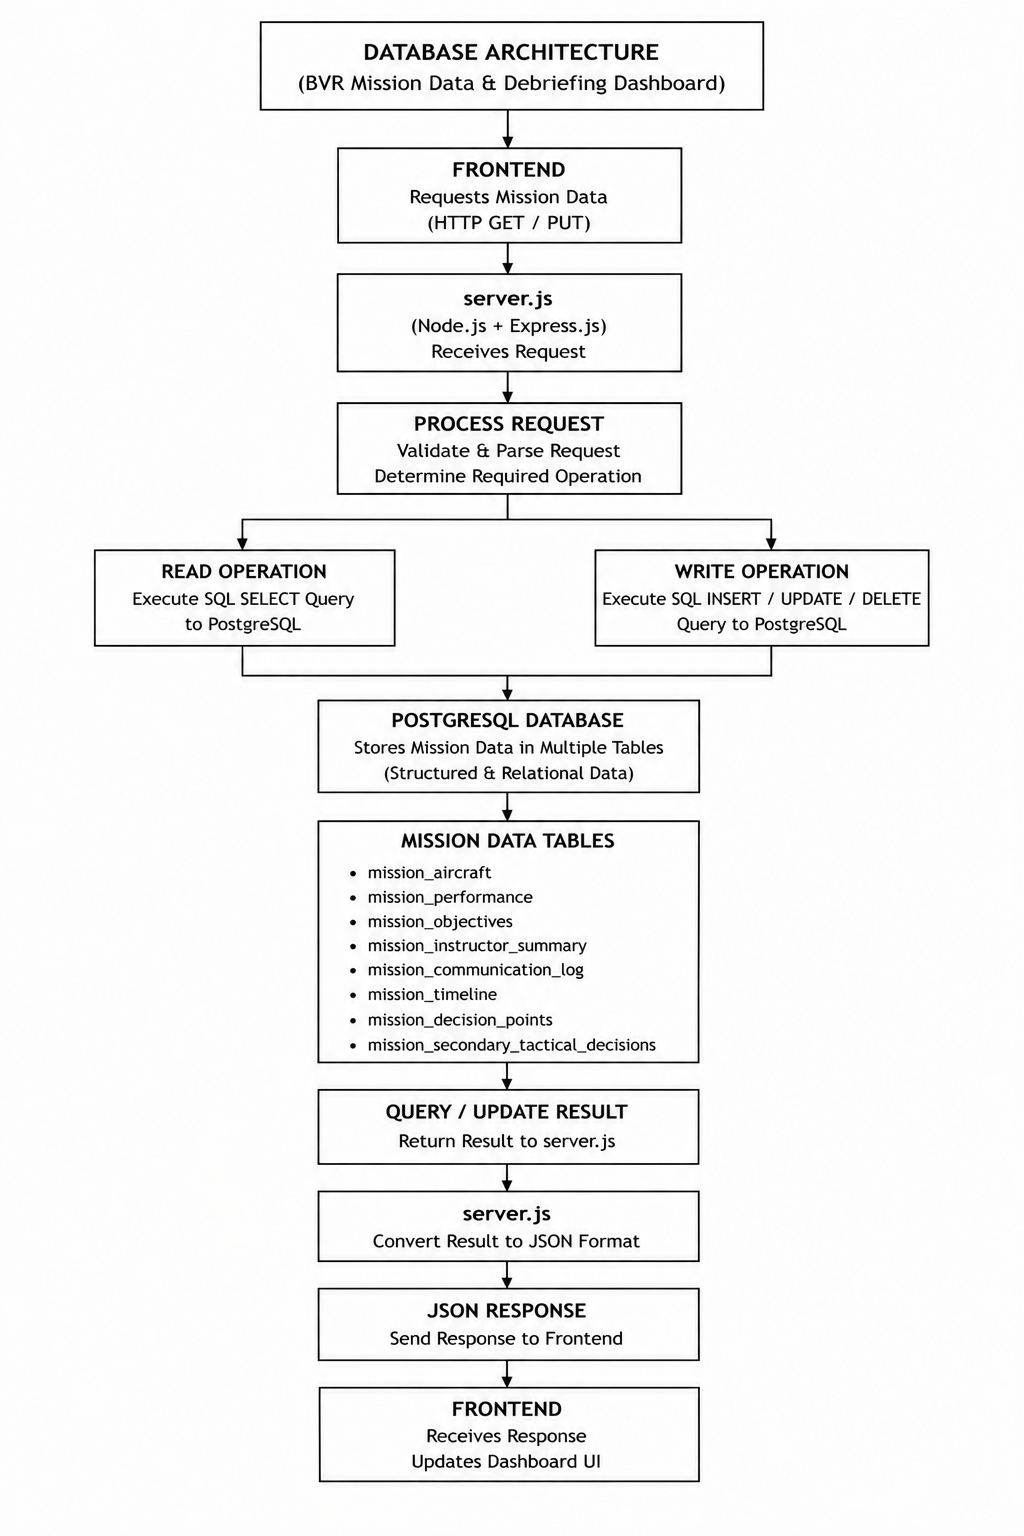 DATABASE ARCHITECTURE
(BVR Mission Data & Debriefing Dashboard)
FRONTEND
Requests Mission Data
(HTTP GET / PUT)
server.js
(Node.js + Express.js)
Receives Request
PROCESS REQUEST
Validate & Parse Request
Determine Required Operation
READ OPERATION
Execute SQL SELECT Query
to PostgreSQL
WRITE OPERATION
Execute SQL INSERT / UPDATE / DELETE
Query to PostgreSQL
POSTGRESQL DATABASE
Stores Mission Data in Multiple Tables
(Structured & Relational Data)
MISSION DATA TABLES
• mission_aircraft
• mission_performance
• mission_objectives
• mission_instructor_summary
• mission_communication_log
• mission_timeline
• mission_decision_points
• mission_secondary_tactical_decisions
QUERY / UPDATE RESULT
Return Result to server.js
server.js
Convert Result to JSON Format
JSON RESPONSE
Send Response to Frontend
FRONTEND
Receives Response
Updates Dashboard UI